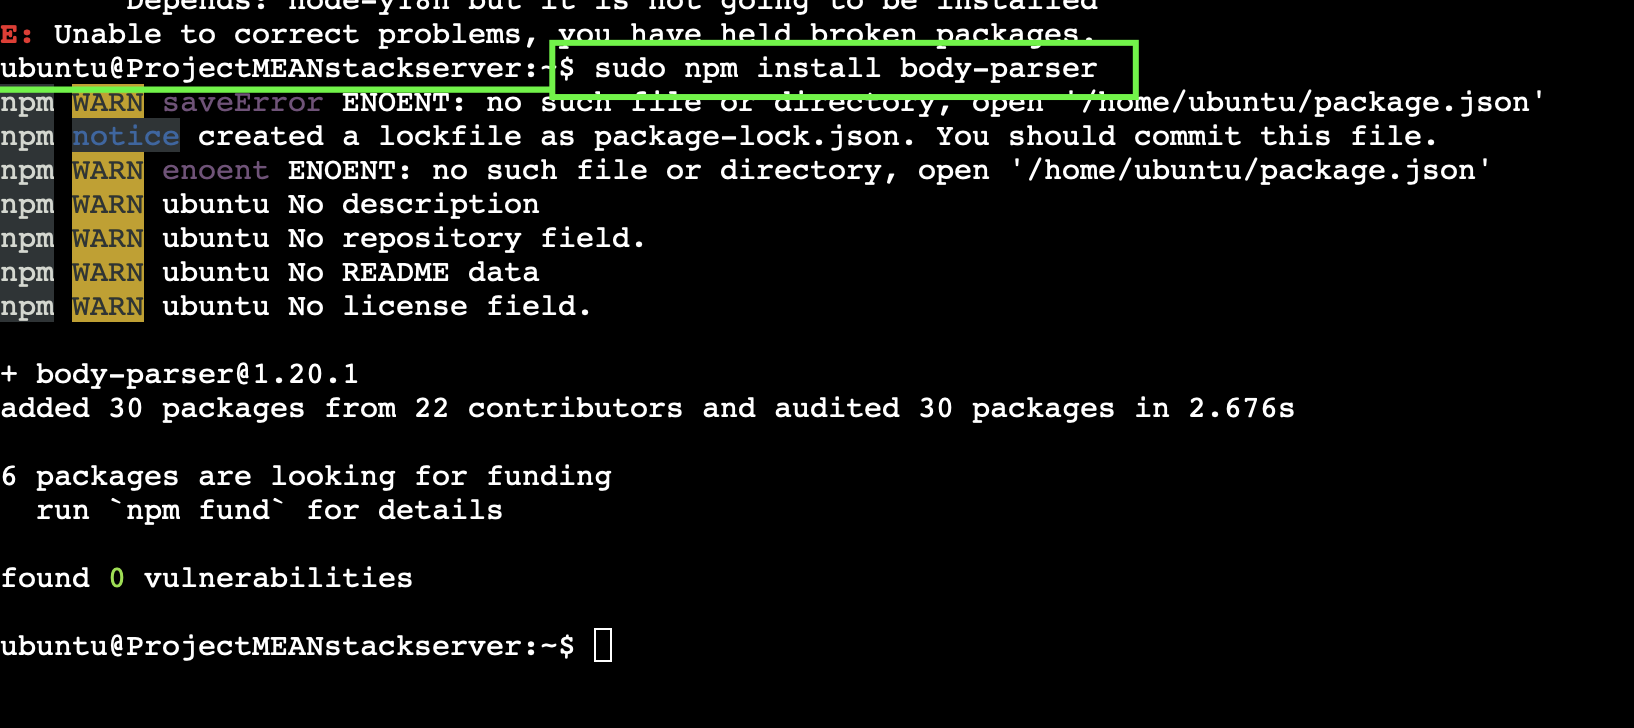 Depends: node-y18n but it is not going to be installed
E: Unable to correct problems, you have held broken packages.
ubuntu@ProjectMEANstackserver:~$ sudo npm install body-parser
npm WARN saveError ENOENT: no such file or directory, open '/home/ubuntu/package.json'
npm notice created a lockfile as package-lock.json. You should commit this file.
npm WARN enoent ENOENT: no such file or directory, open '/home/ubuntu/package.json'
npm WARN ubuntu No description
npm WARN ubuntu No repository field.
npm WARN ubuntu No README data
npm WARN ubuntu No license field.
+ body-parser@1.20.1
added 30 packages from 22 contributors and audited 30 packages in 2.676s
6 packages are looking for funding
run `npm fund` for details
found 0 vulnerabilities
ubuntu@ProjectMEANstackserver:~$